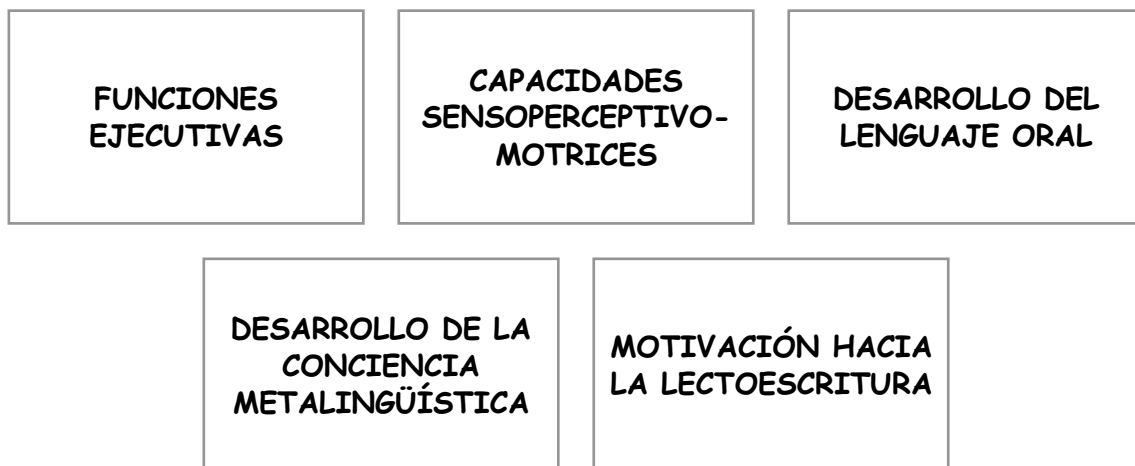 FUNCIONES
EJECUTIVAS
CAPACIDADES
SENSOPERCEPTIVO-
MOTRICES
DESARROLLO DEL
LENGUAJE ORAL
DESARROLLO DE LA
CONCIENCIA
METALINGÜÍSTICA
MOTIVACIÓN HACIA
LA LECTOESCRITURA